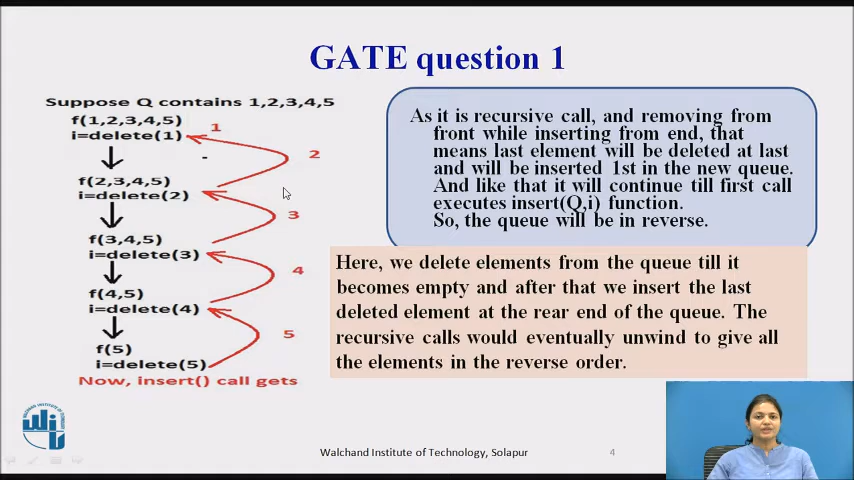 GATE question 1
Suppose Q contains 1,2,3,4,5
f(1,2,3,4,5)
i=delete(1)
1
2
f(2,3,4,5)
i=delete(2)
3
f(3,4,5)
i=delete(3)
4
f(4,5)
i=delete(4)
5
f(5)
i=delete(5)
Now, insert() call gets
As it is recursive call, and removing from
front while inserting from end, that
means last element will be deleted at last
and will be inserted 1st in the new queue.
And like that it will continue till first call
executes insert(Q,i) function.
So, the queue will be in reverse.
Here, we delete elements from the queue till it
becomes empty and after that we insert the last
deleted element at the rear end of the queue. The
recursive calls would eventually unwind to give all
the elements in the reverse order.
Walchand Institute of Technology, Solapur
4